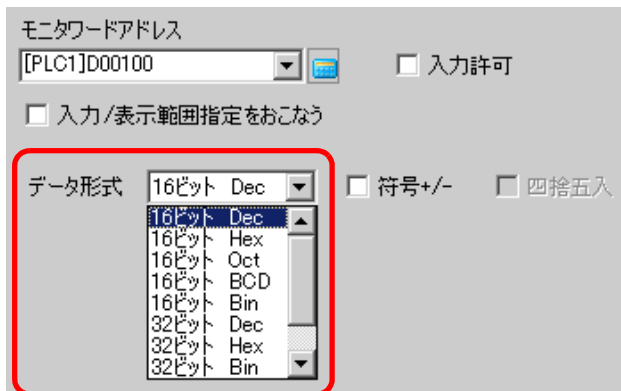 モニタワードアドレス
[PLC1]D00100
入力許可
入力/表示範囲指定をおこなう
データ形式 16ビット Dec 符号+/- 四捨五入
16ビット Dec
16ビット Hex
16ビット Oct
16ビット BCD
16ビット Bin
32ビット Dec
32ビット Hex
32ビット Bin